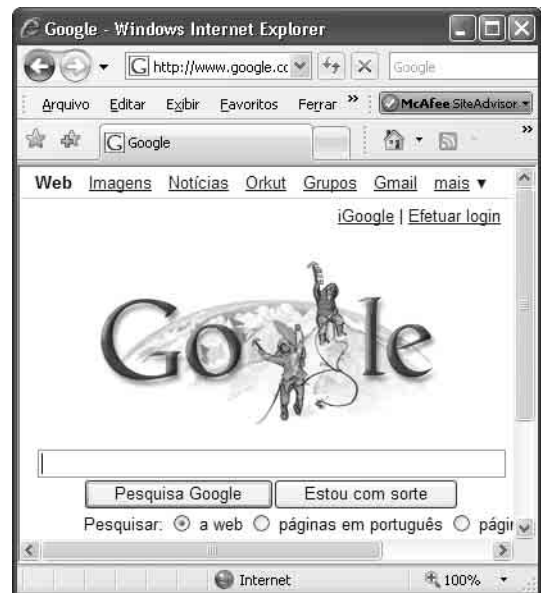 Google - Windows Internet Explorer
http://www.google.cc
Google
Arquivo Editar Exibir Favoritos Ferrar » McAfee SiteAdvisor
Google »
Web Imagens Notícias Orkut Grupos Gmail mais ▼
iGoogle | Efetuar login
Google
Pesquisa Google Estou com sorte
Pesquisar: a web páginas em português págin
Internet 100%